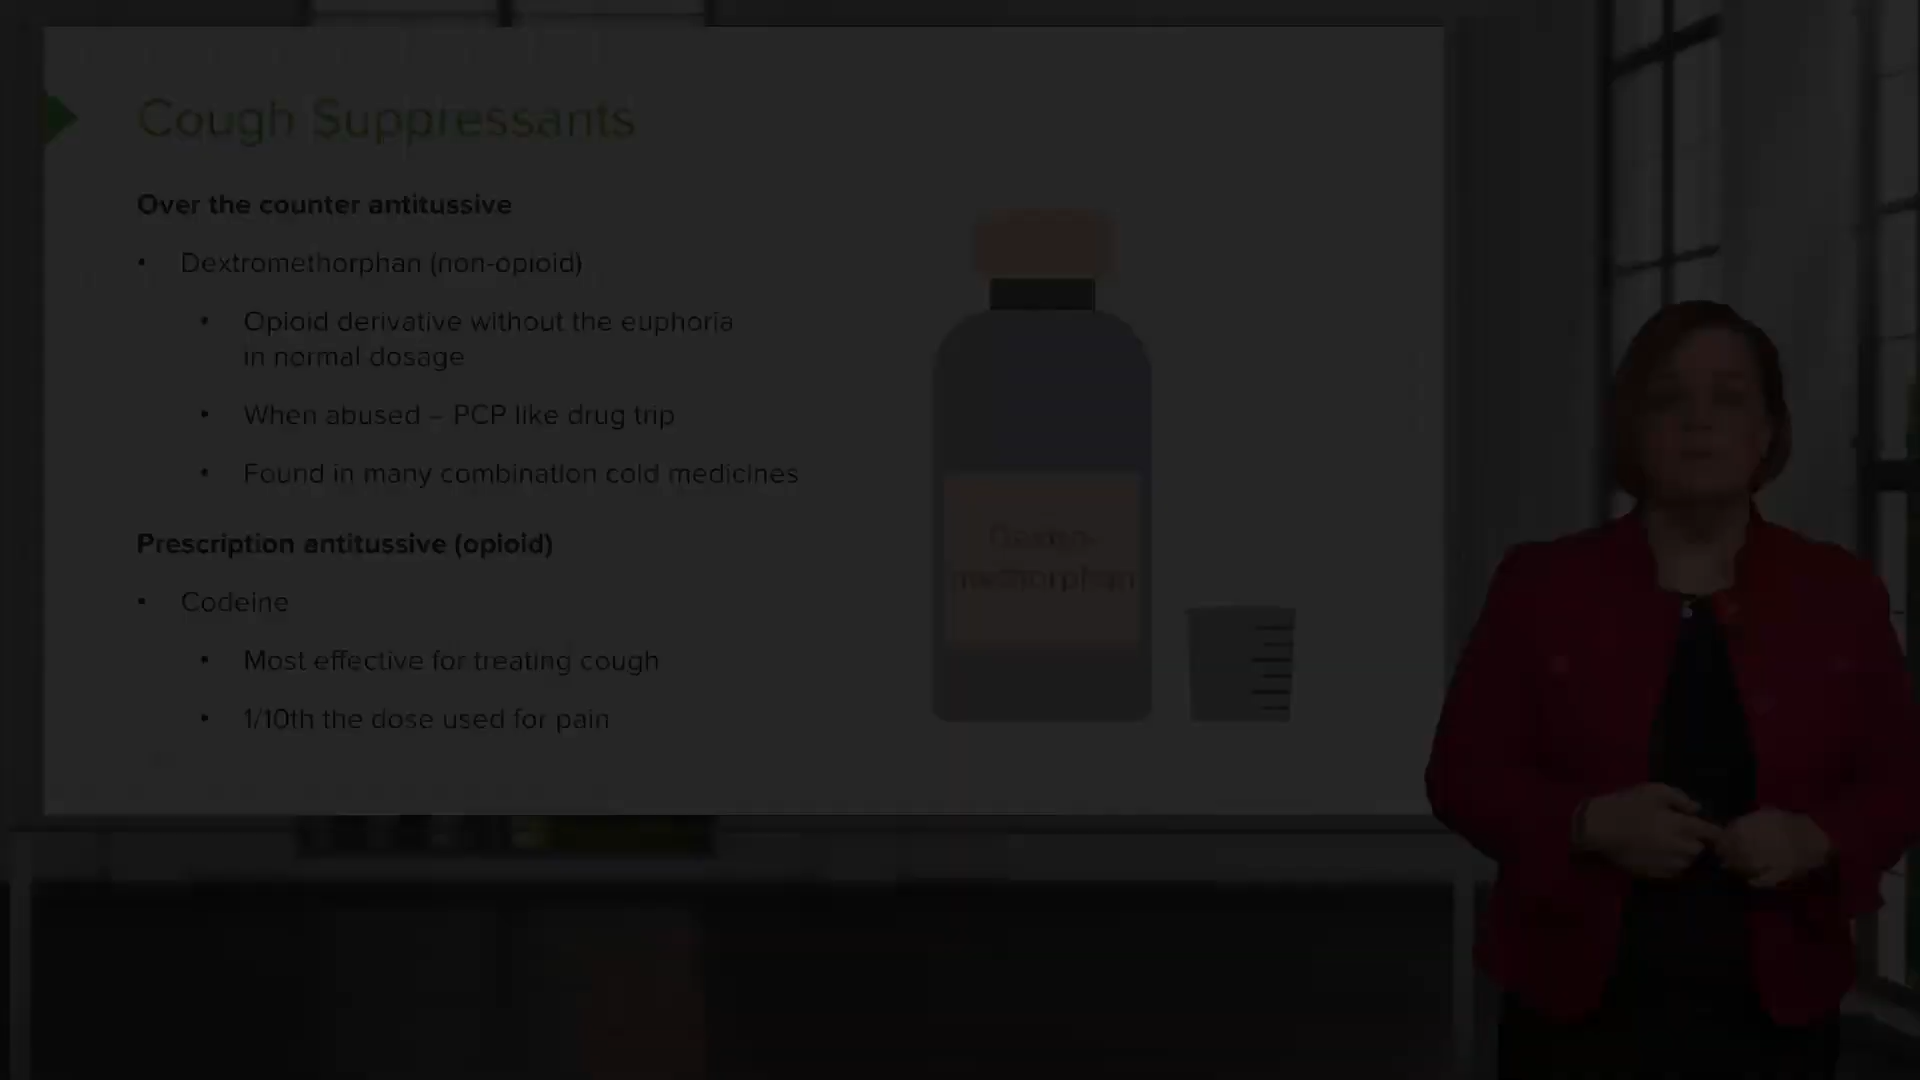 Cough Suppressants
Over the counter antitussive
• Dextromethorphan (non-opioid)
• Opioid derivative without the euphoria
in normal dosage
• When abused – PCP like drug trip
• Found in many combination cold medicines
Prescription antitussive (opioid)
• Codeine
• Most effective for treating cough
• 1/10th the dose used for pain
Dextro-
methorphan